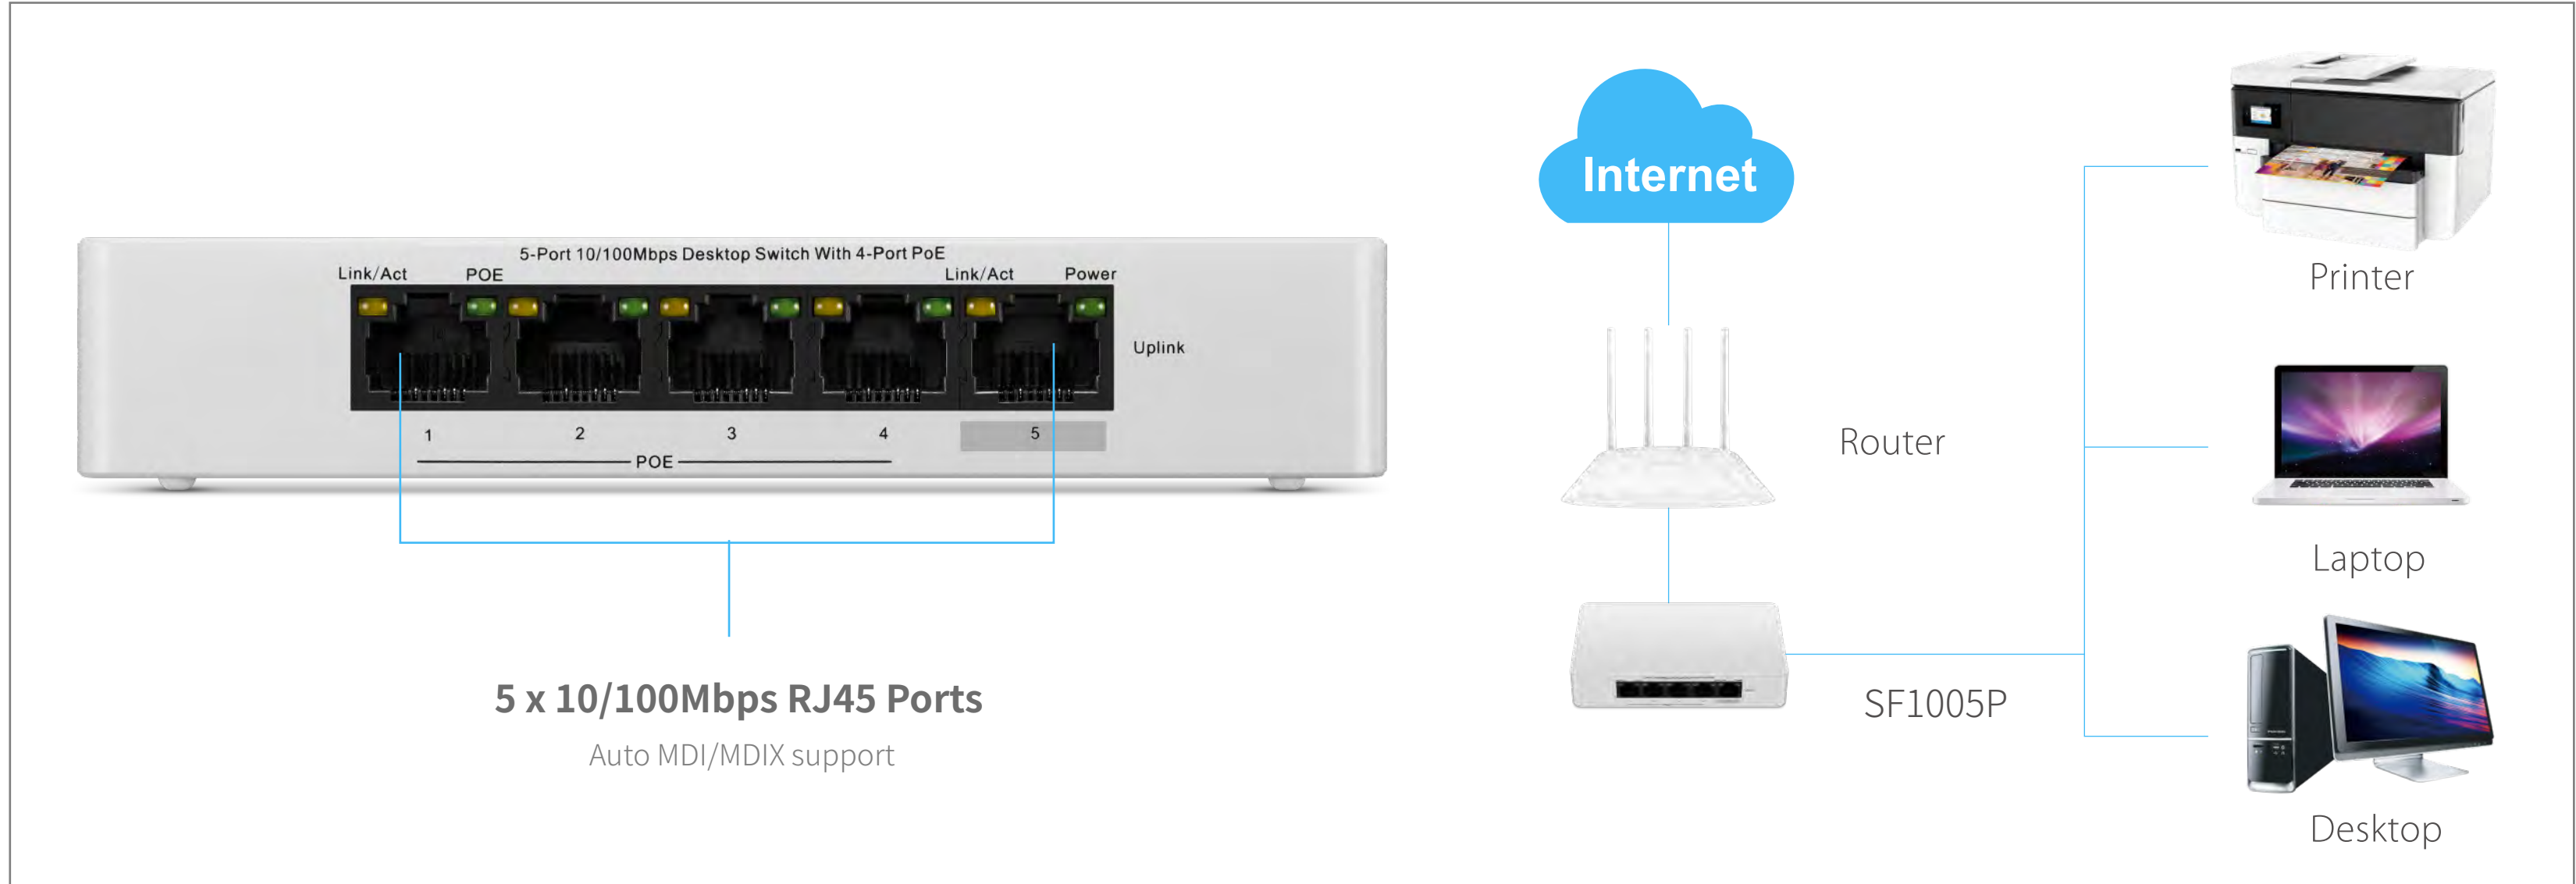 5-Port 10/100Mbps Desktop Switch With 4-Port PoE
Link/Act POE Link/Act Power
Uplink
1 2 3 4 5
POE
5 x 10/100Mbps RJ45 Ports
Auto MDI/MDIX support
Internet
Router
SF1005P
Printer
Laptop
Desktop